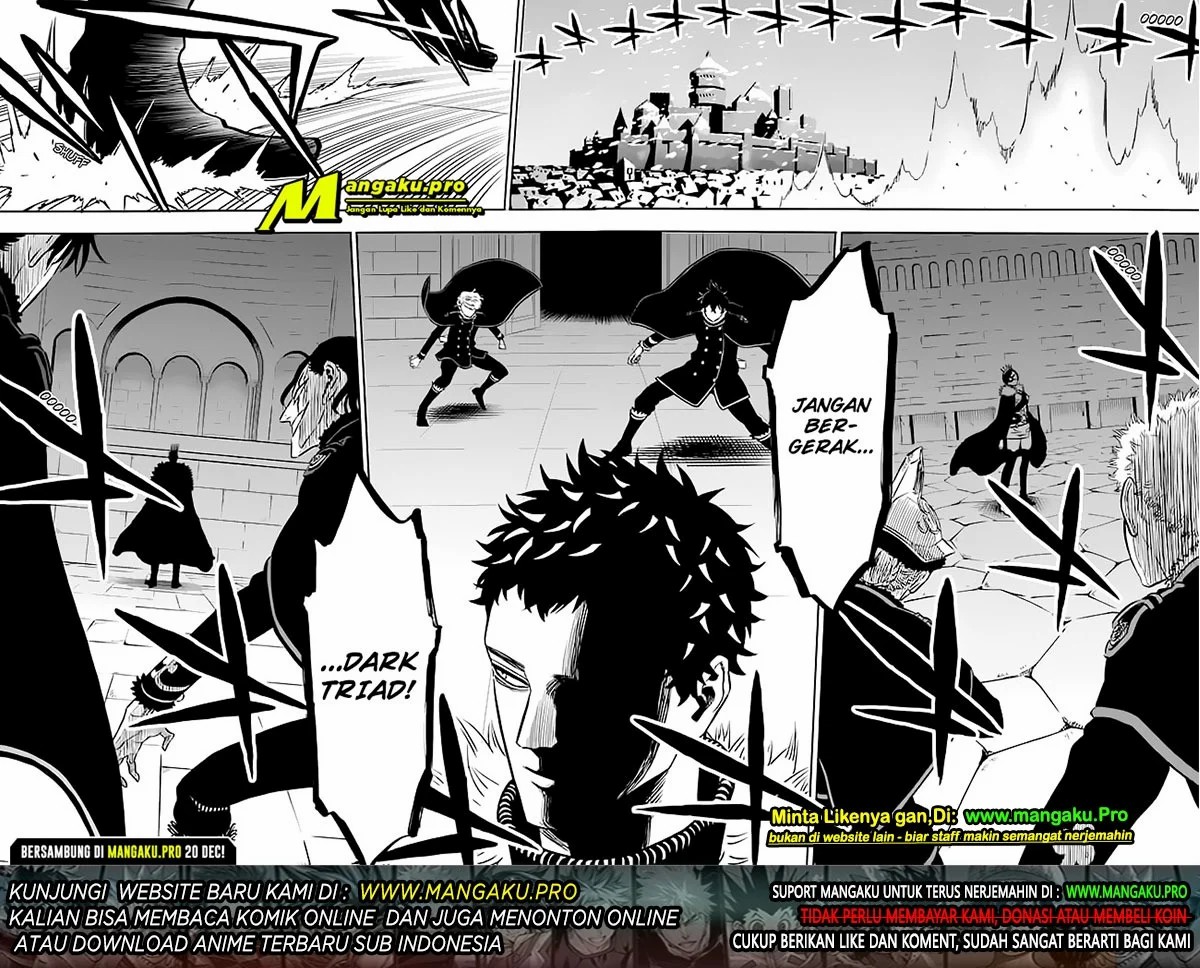 OOOOO
SHUFF
Mangaku.pro
Jangan Lupa Like dan Komennya
OOOOO
JANGAN
BER-
GERAK...
OOOOO
...DARK
TRIAD!
Minta Likenya gan,Di: www.mangaku.Pro
bukan di website lain - biar staff makin semangat nerjemahin
BERSAMBUNG DI MANGAKU.PRO 20 DEC!
KUNJUNGI WEBSITE BARU KAMI DI : WWW.MANGAKU.PRO
KALIAN BISA MEMBACA KOMIK ONLINE DAN JUGA MENONTON ONLINE
ATAU DOWNLOAD ANIME TERBARU SUB INDONESIA
SUPORT MANGAKU UNTUK TERUS NERJEMAHIN DI : WWW.MANGAKU.PRO
TIDAK PERLU MEMBAYAR KAMI, DONASI ATAU MEMBELI KOIN
CUKUP BERIKAN LIKE DAN KOMENT, SUDAH SANGAT BERARTI BAGI KAMI